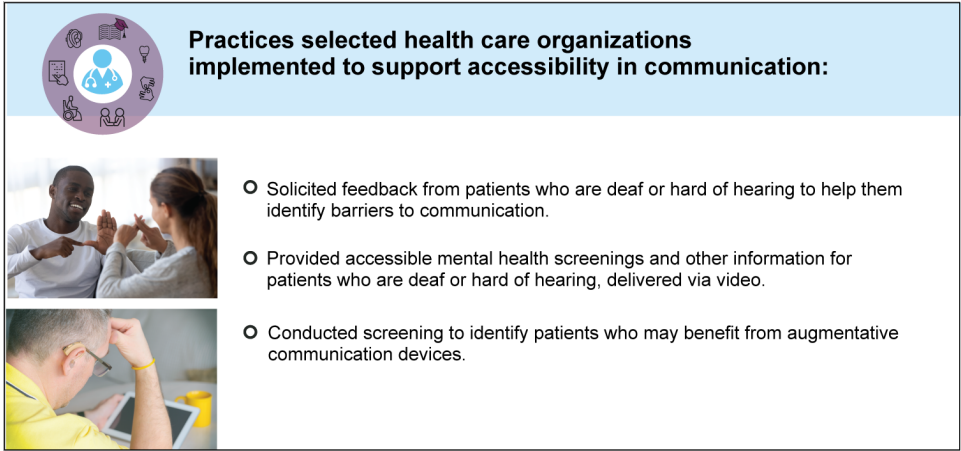 Practices selected health care organizations
implemented to support accessibility in communication:
Solicited feedback from patients who are deaf or hard of hearing to help them
identify barriers to communication.
Provided accessible mental health screenings and other information for
patients who are deaf or hard of hearing, delivered via video.
Conducted screening to identify patients who may benefit from augmentative
communication devices.